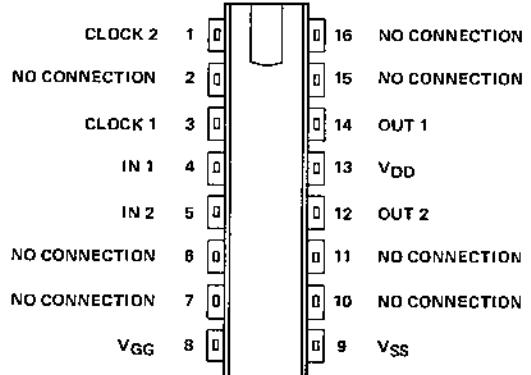 CLOCK 2 1 16 NO CONNECTION
NO CONNECTION 2 15 NO CONNECTION
CLOCK 1 3 14 OUT 1
IN 1 4 13 VDD
IN 2 5 12 OUT 2
NO CONNECTION 6 11 NO CONNECTION
NO CONNECTION 7 10 NO CONNECTION
VGG 8 9 VSS